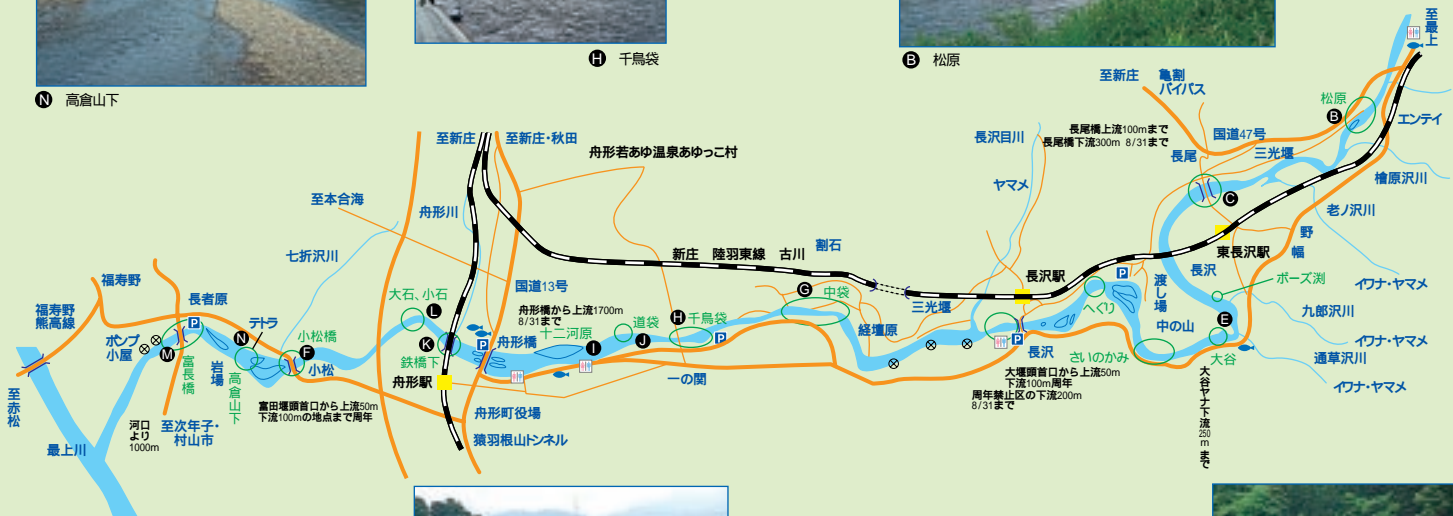 N 高倉山下
H 千鳥袋
B 松原
至最上
至新庄
亀割
バイパス
松原
B
エンテイ
長尾橋上流100mまで
長尾橋下流300m 8/31まで
国道47号
三光堰
長尾
C
檜原沢川
老ノ沢川
東長沢駅
野
幅
長沢目川
ヤマメ
至新庄
至新庄・秋田
舟形若あゆ温泉あゆっこ村
至本合海
舟形川
七折沢川
新庄 陸羽東線 古川
割石
長沢駅
P
渡し場
長沢
ポーズ渕
イワナ・ヤマメ
九郎沢川
イワナ・ヤマメ
通草沢川
イワナ・ヤマメ
福寿野
福寿野
熊高線
長者原
国道13号
舟形橋から上流1700m
8/31まで
大石、小石
L
G
中袋
三光堰
へぐり
中の山
E
大谷
大谷ヤナ下流250mまで
ポンプ
小屋
M
P
富長橋
岩場
N
テトラ
高倉山下
小松橋
F
小松
K
鉄橋下
舟形駅
P
舟形橋
十二河原
I
道袋
J
H
千鳥袋
P
経壇原
P
長沢
さいのかみ
一の関
大堰頭首口から上流50m
下流100m周年
周年禁止区の下流200m
8/31まで
富田堰頭首口から上流50m
下流100mの地点まで周年
舟形町役場
猿羽根山トンネル
至赤松
最上川
河口
より
1000m
至次年子・
村山市